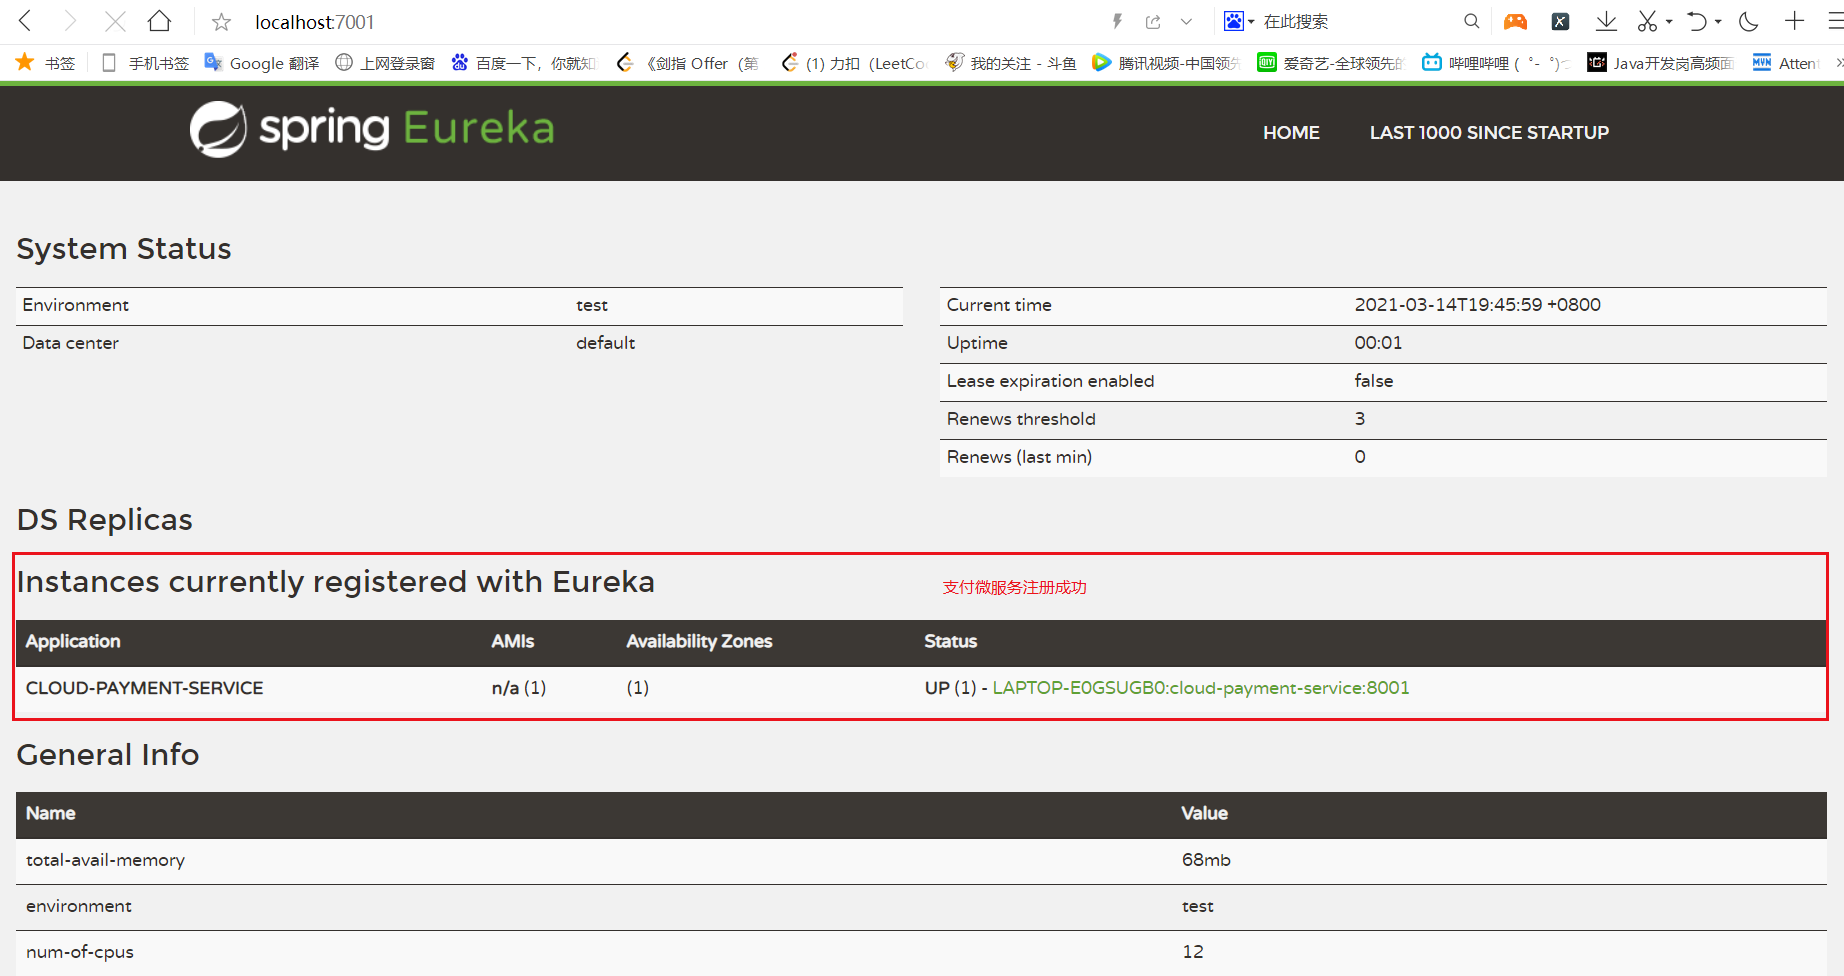 localhost:7001 在此搜索
书签 手机书签 Google 翻译 上网登录窗 百度一下，你就知 《剑指 Offer（第 (1) 力扣（LeetCo 我的关注 - 斗鱼 腾讯视频-中国领先 爱奇艺-全球领先的 哔哩哔哩 ( ゜- ゜)つ Java开发岗高频面 Atten
spring Eureka HOME LAST 1000 SINCE STARTUP
System Status
Environment test
Data center default
Current time 2021-03-14T19:45:59 +0800
Uptime 00:01
Lease expiration enabled false
Renews threshold 3
Renews (last min) 0
DS Replicas
Instances currently registered with Eureka 支付微服务注册成功
Application AMIs Availability Zones Status
CLOUD-PAYMENT-SERVICE n/a (1) (1) UP (1) - LAPTOP-E0GSUGB0:cloud-payment-service:8001
General Info
Name Value
total-avail-memory 68mb
environment test
num-of-cpus 12